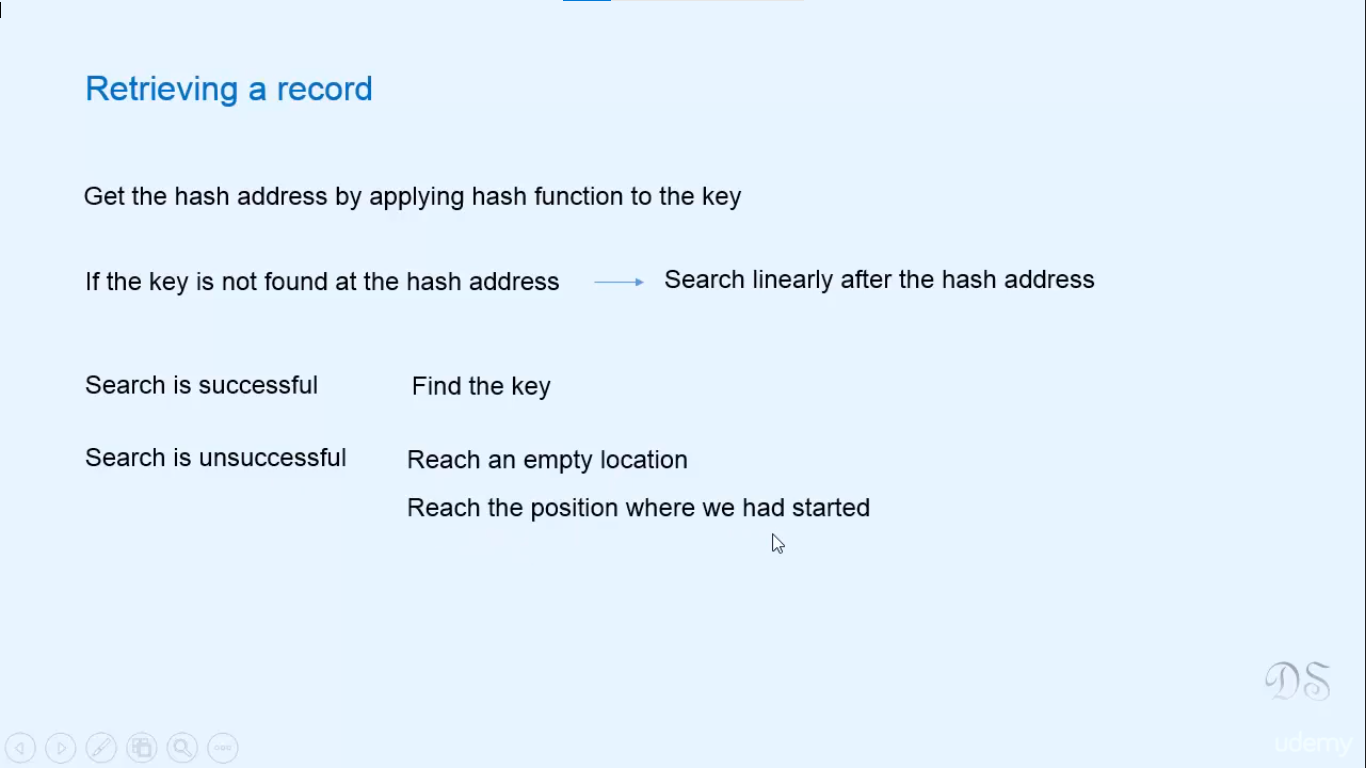 Retrieving a record
Get the hash address by applying hash function to the key
If the key is not found at the hash address
Search linearly after the hash address
Search is successful
Find the key
Search is unsuccessful
Reach an empty location
Reach the position where we had started
DS
udemy